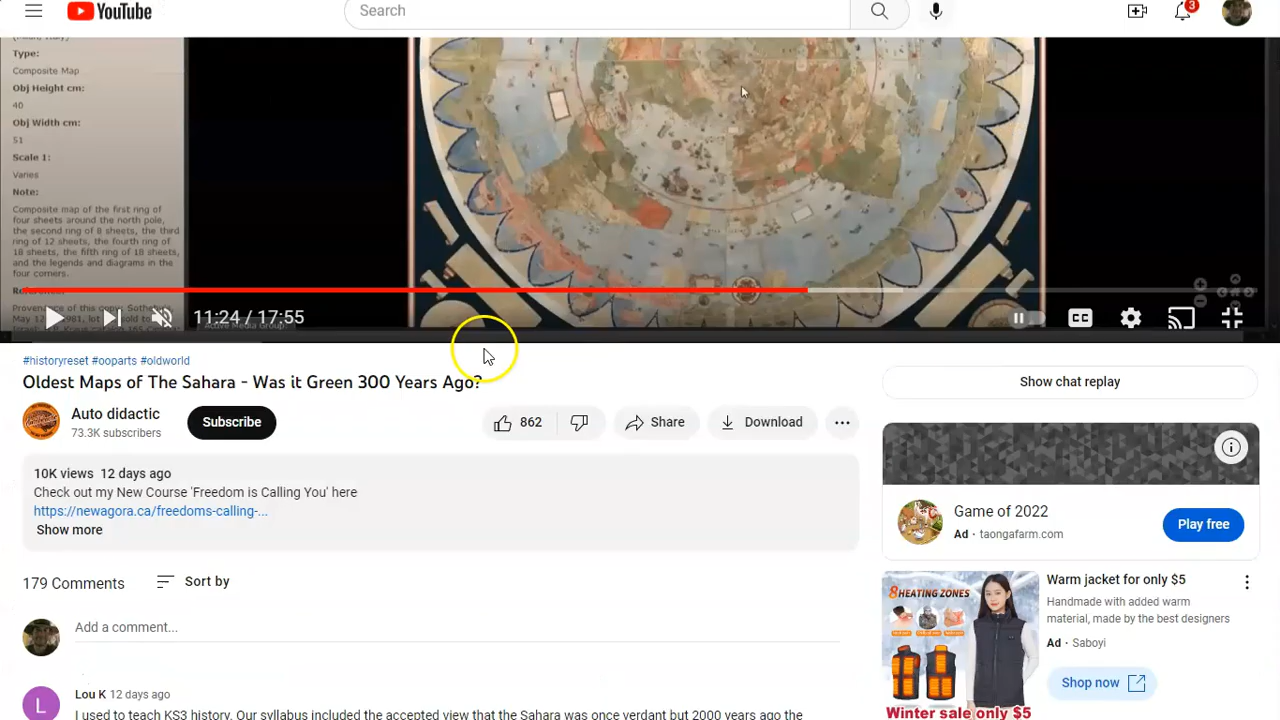 YouTube
Search
3
Type:
Composite Map
Obj Height cm:
40
Obj Width cm:
51
Scale 1:
Varies
Note:
Composite map of the first ring of
four sheets around the north pole,
the second ring of 8 sheets, the third
ring of 12 sheets, the fourth ring of
18 sheets, the fifth ring of 18 sheets,
and the legends and diagrams in the
four corners.
11:24 / 17:55
CC
#historyreset #ooparts #oldworld
Oldest Maps of The Sahara - Was it Green 300 Years Ago?
Auto didactic
73.3K subscribers
Subscribe
862
Share
Download
10K views 12 days ago
Check out my New Course 'Freedom is Calling You' here
https://newagora.ca/freedoms-calling-...
Show more
179 Comments
Sort by
Add a comment...
L
Lou K 12 days ago
I used to teach KS3 history. Our syllabus included the accepted view that the Sahara was once verdant but 2000 years ago the
Show chat replay
Game of 2022
Ad · taongafarm.com
Play free
8 HEATING ZONES
Winter sale only $5
Warm jacket for only $5
Handmade with added warm
material, made by the best designers
Ad · Saboyi
Shop now